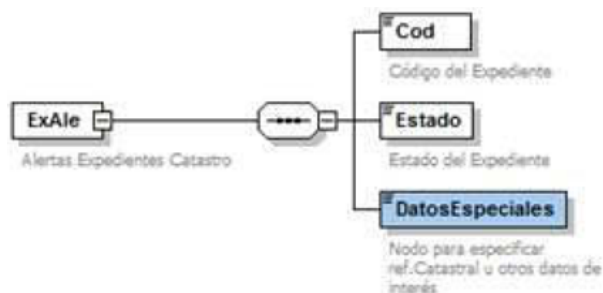 Cod
Código del Expediente
ExAle
Alertas Expedientes Catastro
Estado
Estado del Expediente
DatosEspeciales
Nodo para especificar
ref.Catastral u otros datos de
interés